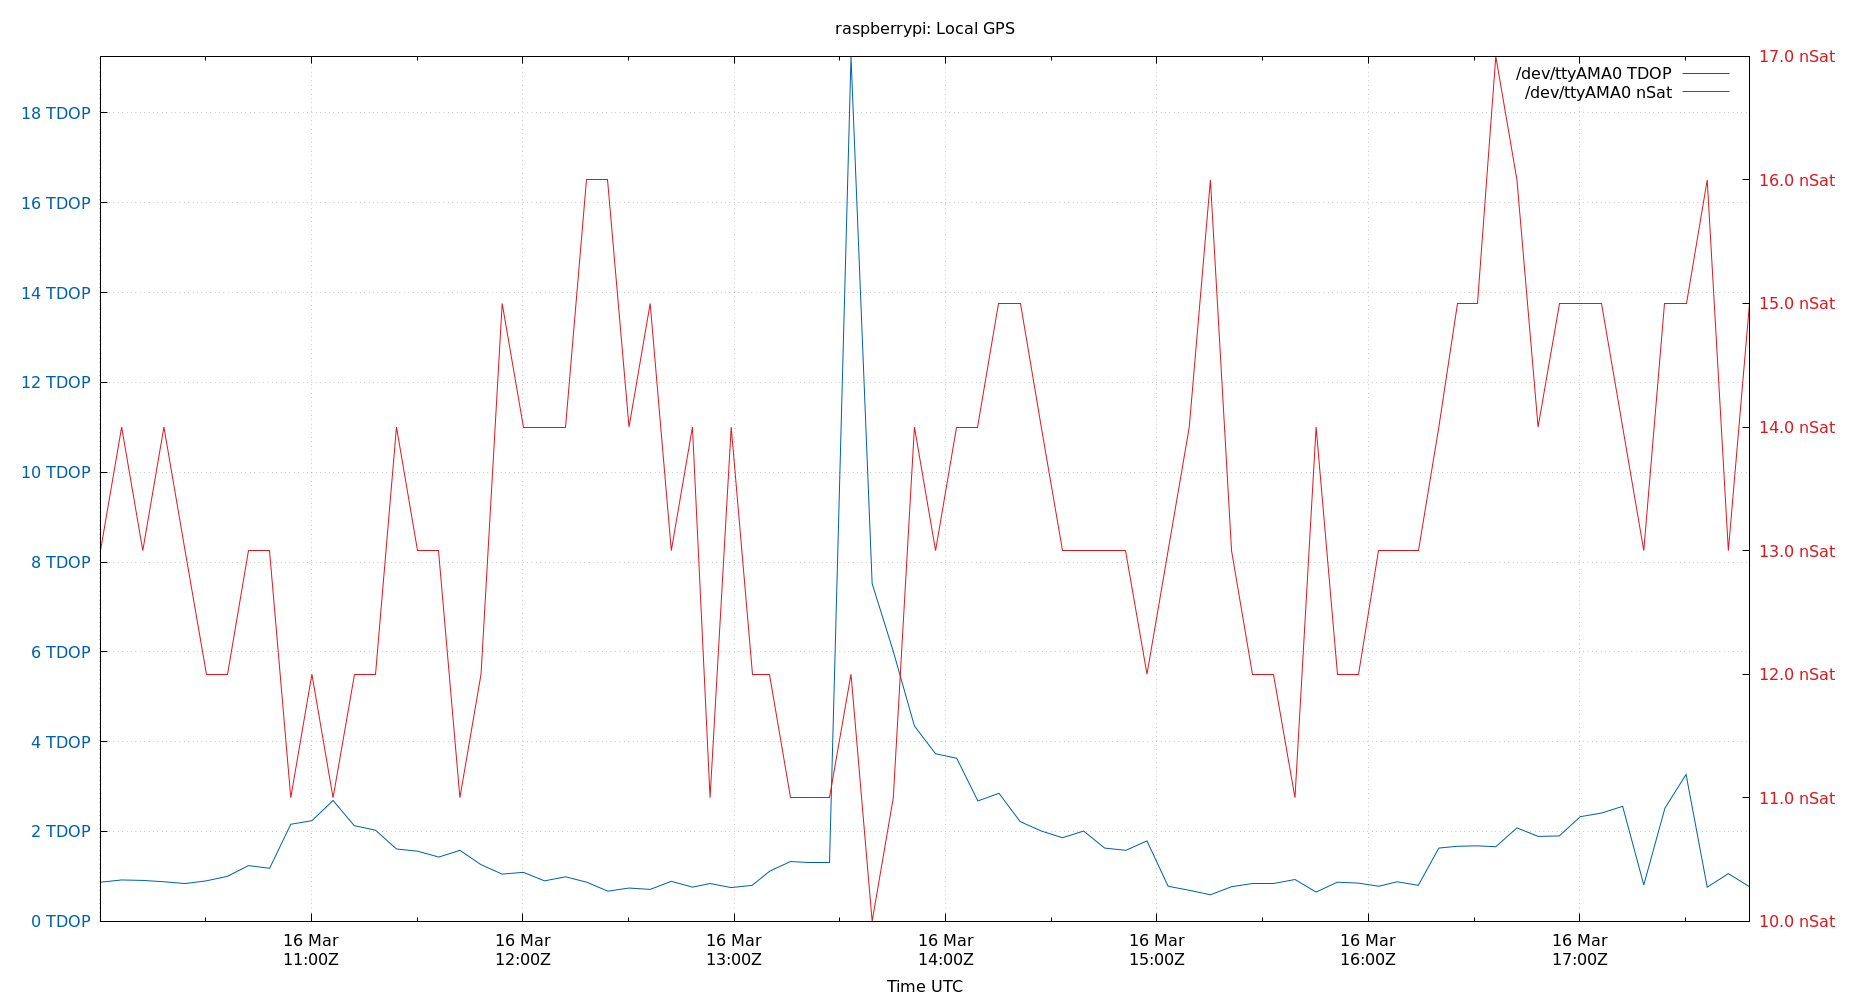 raspberrypi: Local GPS
/dev/ttyAMA0 TDOP
/dev/ttyAMA0 nSat
18 TDOP
16 TDOP
14 TDOP
12 TDOP
10 TDOP
8 TDOP
6 TDOP
4 TDOP
2 TDOP
0 TDOP
17.0 nSat
16.0 nSat
15.0 nSat
14.0 nSat
13.0 nSat
12.0 nSat
11.0 nSat
10.0 nSat
16 Mar
11:00Z
16 Mar
12:00Z
16 Mar
13:00Z
16 Mar
14:00Z
16 Mar
15:00Z
16 Mar
16:00Z
16 Mar
17:00Z
Time UTC